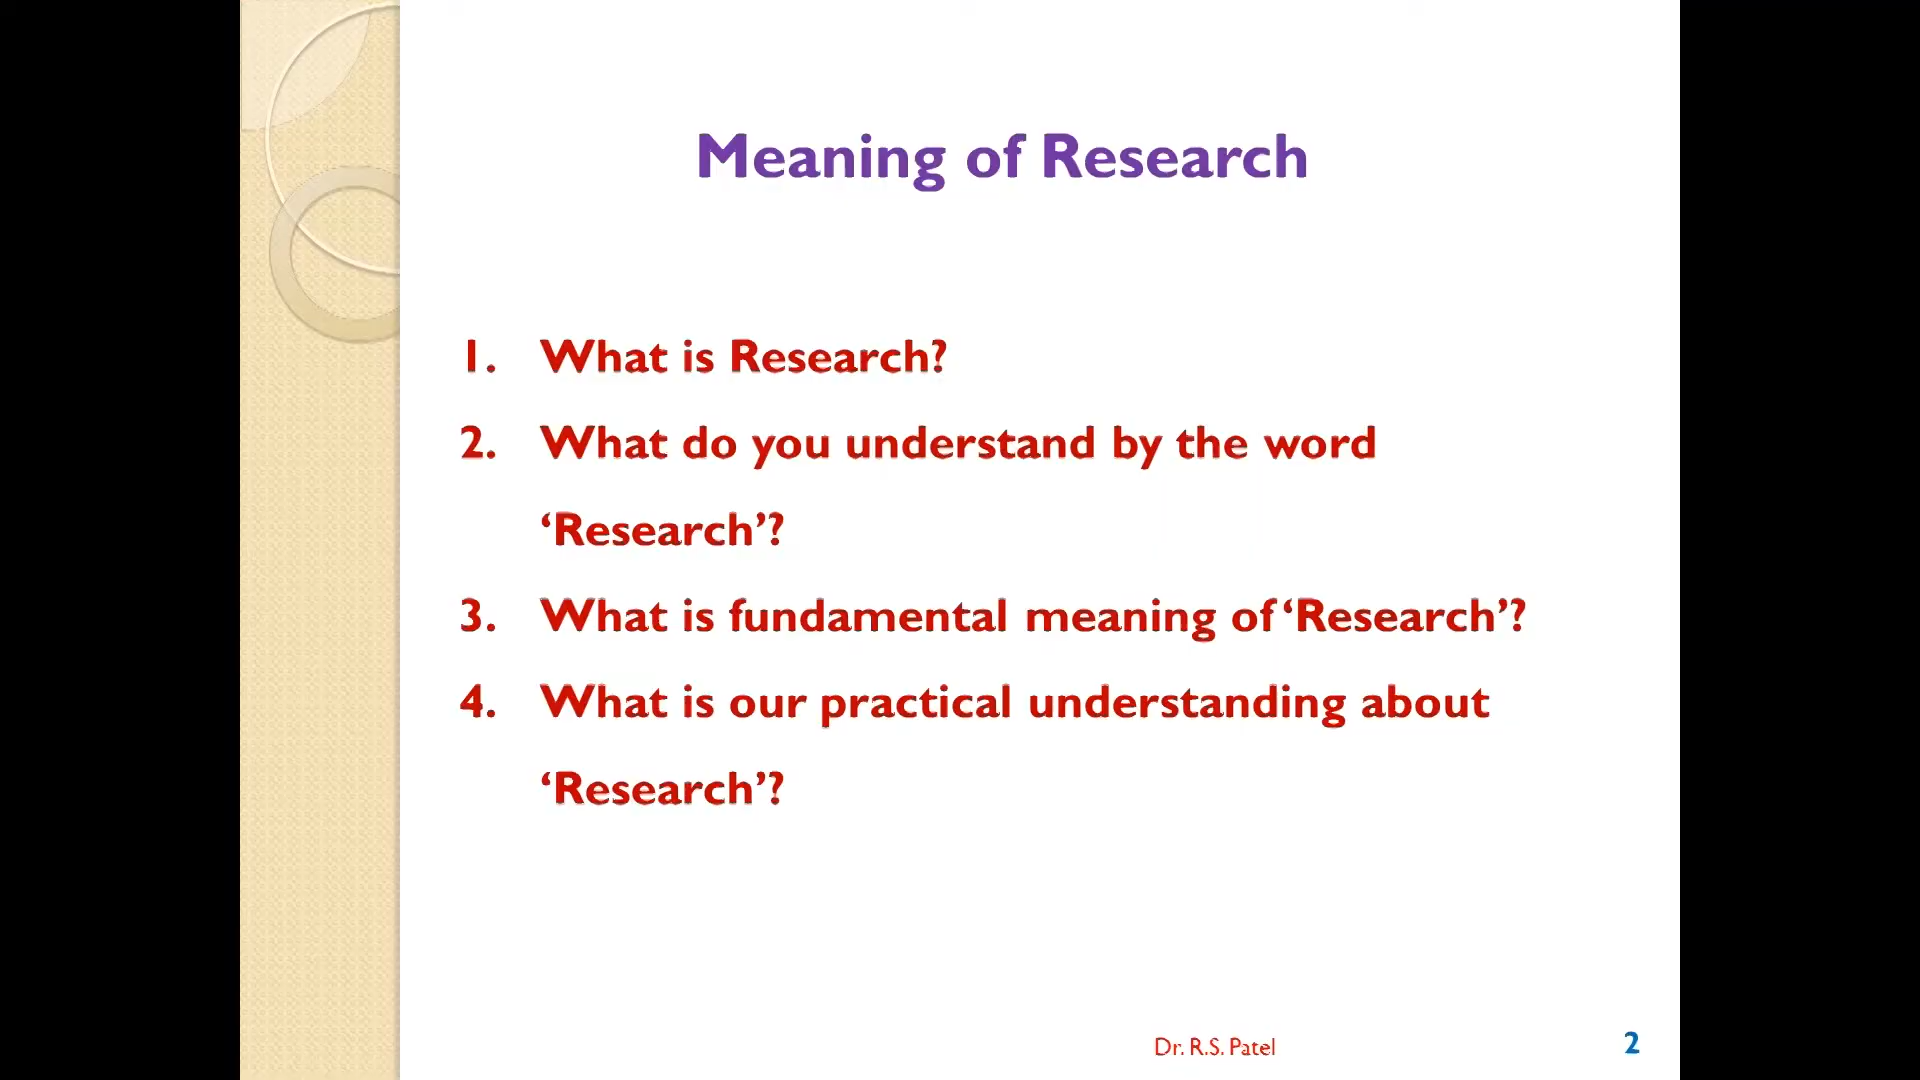 Meaning of Research
1. What is Research?
2. What do you understand by the word
‘Research’?
3. What is fundamental meaning of ‘Research’?
4. What is our practical understanding about
‘Research’?
Dr. R.S. Patel
2